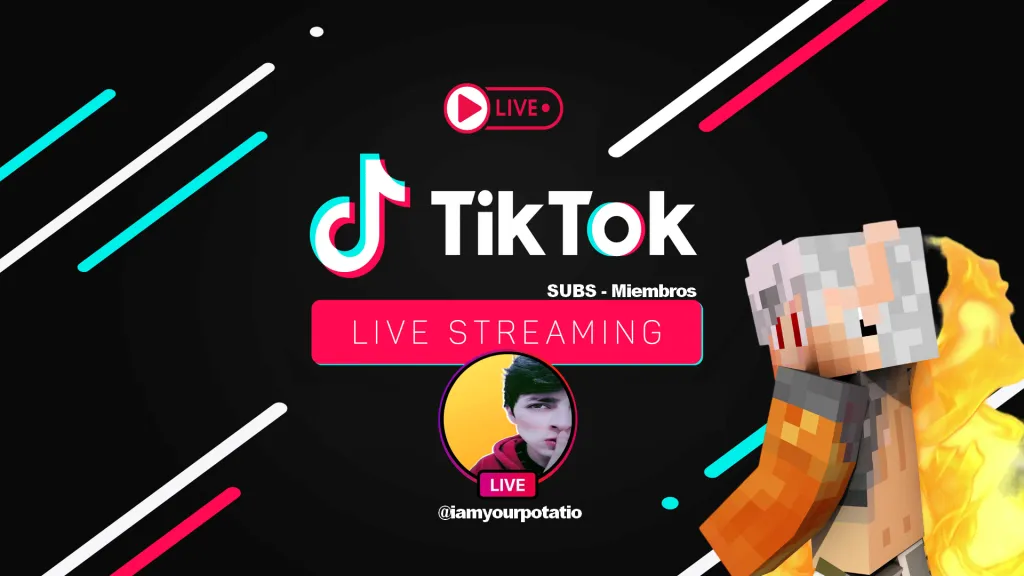 LIVE
TikTok
SUBS - Miembros
LIVE STREAMING
LIVE
@iamyourpotatio